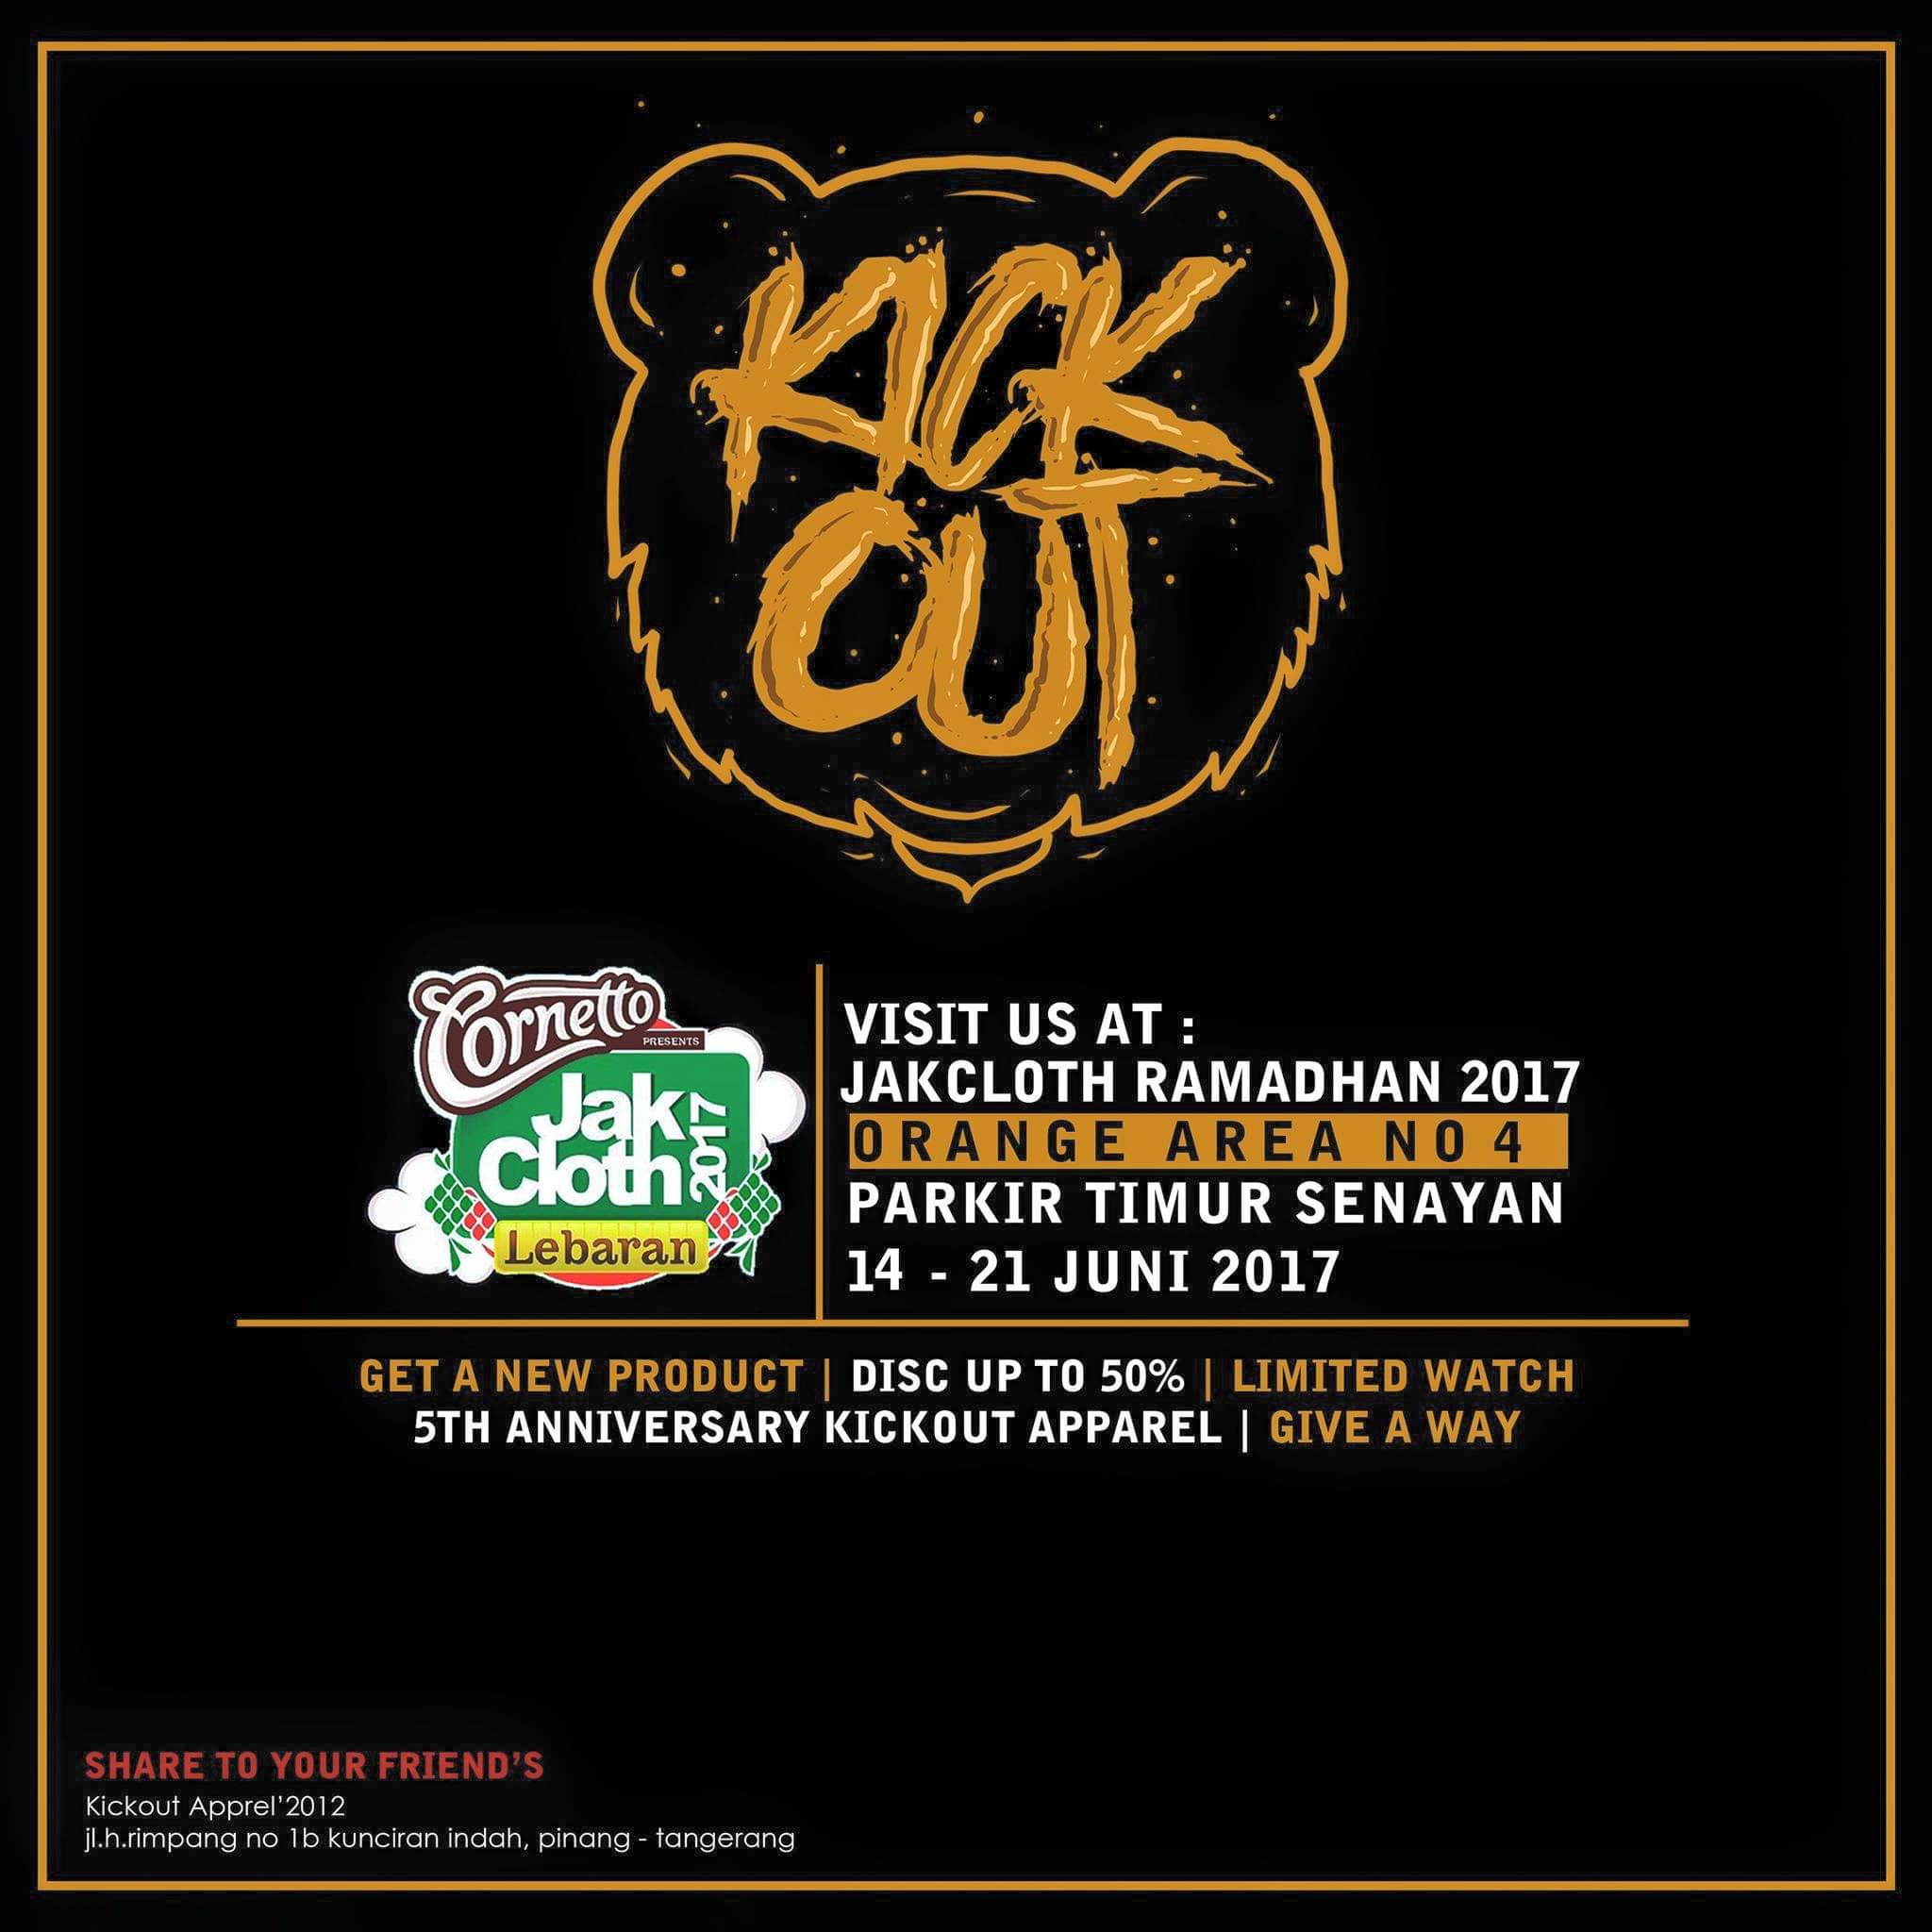 KICK
OUT
Cornetto
PRESENTS
Jak
Cloth
2017
Lebaran
VISIT US AT :
JAKCLOTH RAMADHAN 2017
ORANGE AREA NO 4
PARKIR TIMUR SENAYAN
14 - 21 JUNI 2017
GET A NEW PRODUCT | DISC UP TO 50% | LIMITED WATCH
5TH ANNIVERSARY KICKOUT APPAREL | GIVE A WAY
SHARE TO YOUR FRIEND'S
Kickout Apprel'2012
jl.h.rimpang no 1b kunciran indah, pinang - tangerang